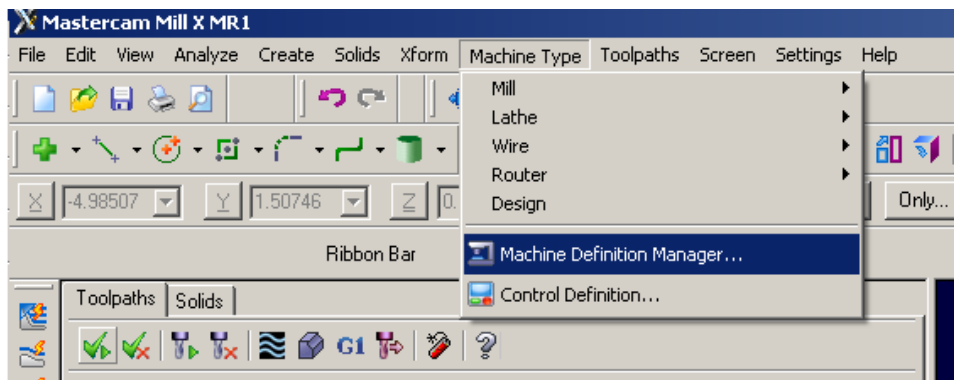 Mastercam Mill X MR1
File Edit View Analyze Create Solids Xform Machine Type Toolpaths Screen Settings Help
Mill
Lathe
Wire
Router
Design
Machine Definition Manager...
Control Definition...
X -4.98507 Y 1.50746 Z 0. Only...
Ribbon Bar
Toolpaths Solids
G1